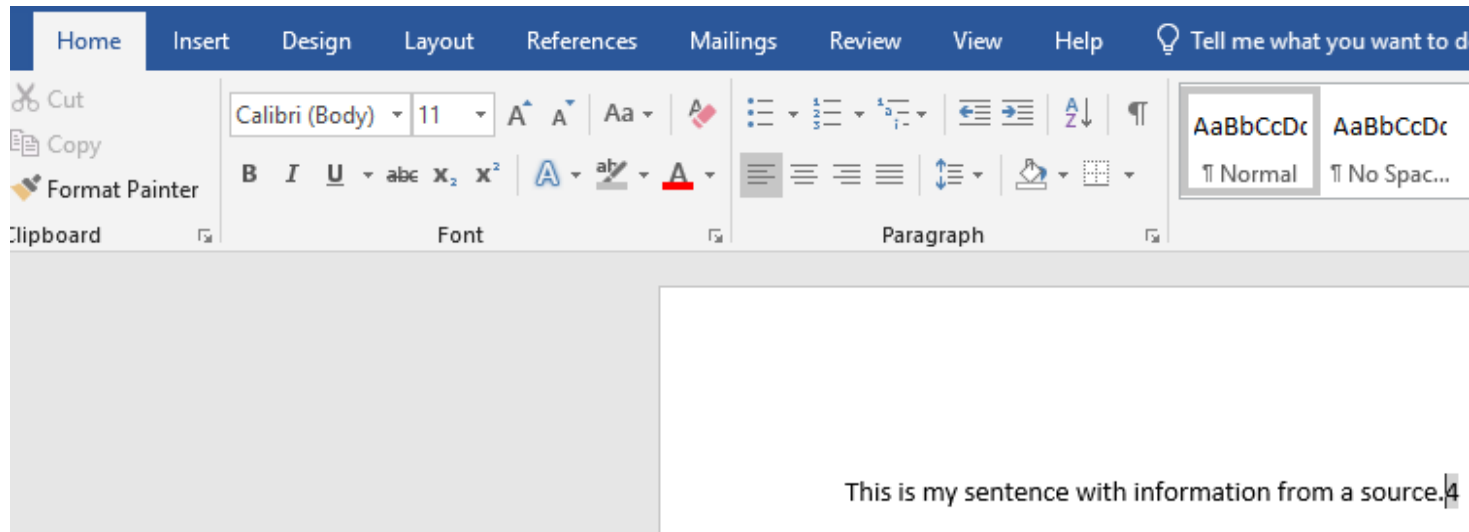 Home Insert Design Layout References Mailings Review View Help Tell me what you want to d
Cut
Calibri (Body) 11 A A Aa
Copy
AaBbCcDc AaBbCcDc
Format Painter
B I U abc X₂ X² A ab A
¶ Normal ¶ No Spac...
Clipboard Font Paragraph
This is my sentence with information from a source.4